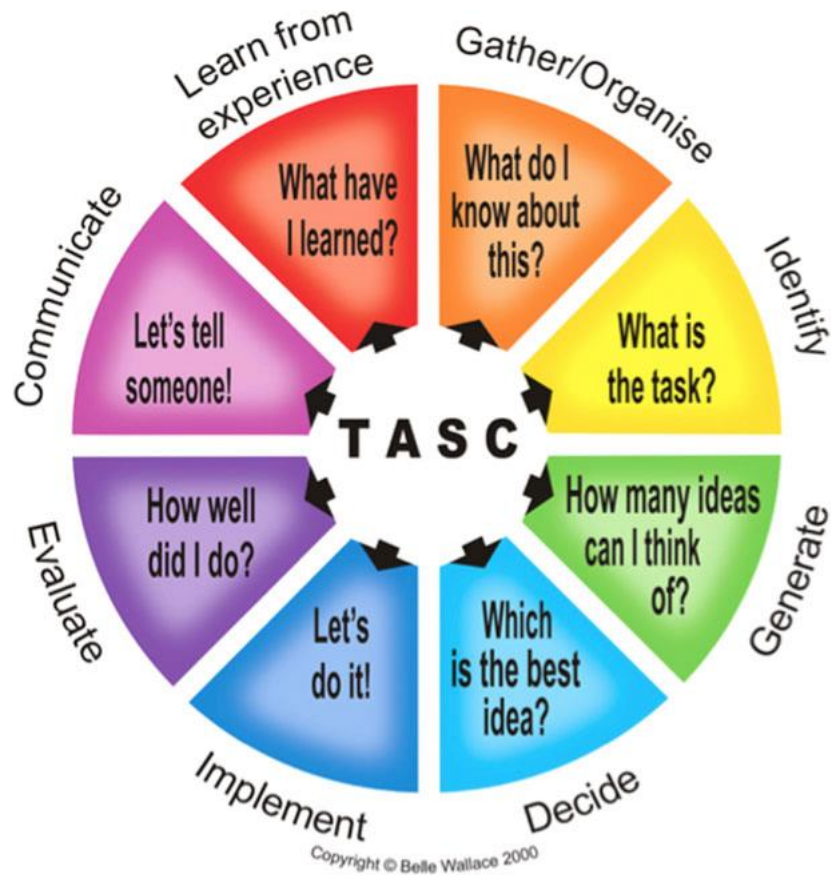 Learn from
experience
What have
I learned?
Gather/Organise
What do I
know about
this?
Identify
What is
the task?
Generate
How many ideas
can I think
of?
Decide
Which
is the best
idea?
Implement
Let's
do it!
Evaluate
How well
did I do?
Communicate
Let's tell
someone!
TASC
Copyright © Belle Wallace 2000